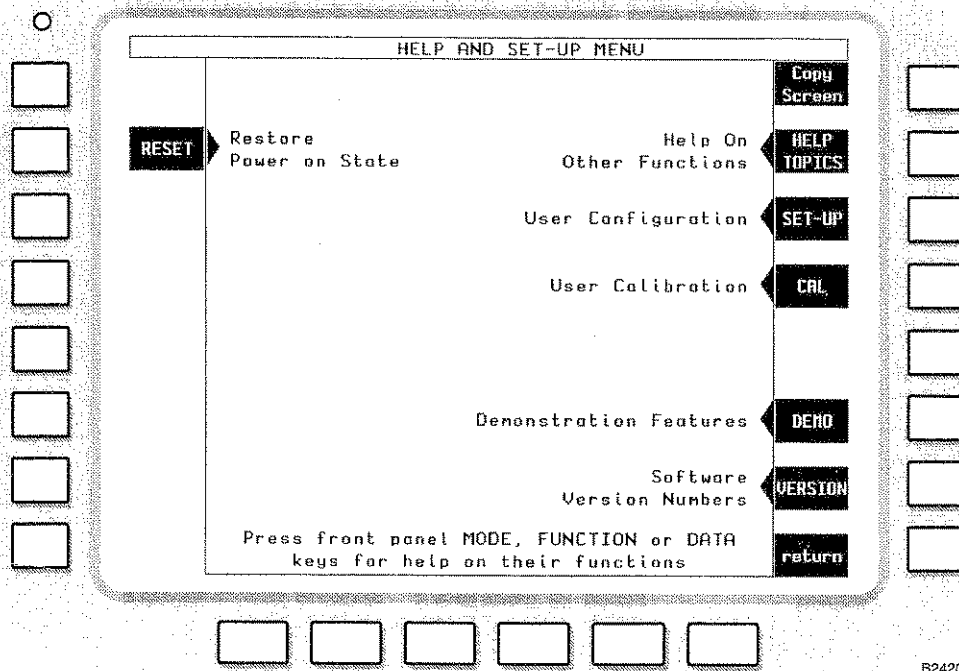 HELP AND SET-UP MENU
Copy
Screen
RESET
Restore
Power on State
Help On
Other Functions
HELP
TOPICS
User Configuration
SET-UP
User Calibration
CAL
Demonstration Features
DEMO
Software
Version Numbers
VERSION
Press front panel MODE, FUNCTION or DATA
keys for help on their functions
return